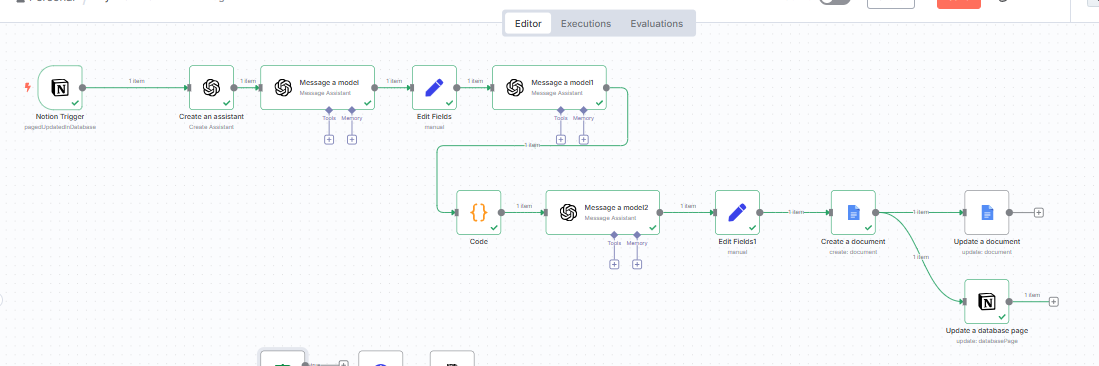 Editor
Executions
Evaluations
1 item
1 item
1 item
1 item
Message a model
Message Assistant
Message a model1
Message Assistant
Tools
Memory
Tools
Memory
Notion Trigger
pagedUpdatedInDatabase
Create an assistant
Create Assistant
Edit Fields
manual
1 item
Message a model2
Message Assistant
1 item
1 item
1 item
1 item
Code
Tools
Memory
Edit Fields1
manual
Create a document
create: document
Update a document
update: document
1 item
1 item
Update a database page
update: databasePage